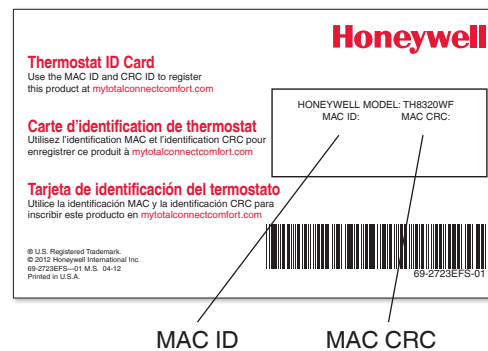 Honeywell
Thermostat ID Card
Use the MAC ID and CRC ID to register
this product at mytotalconnectcomfort.com
HONEYWELL MODEL: TH8320WF
MAC ID: MAC CRC:
Carte d'identification de thermostat
Utilisez l'identification MAC et l'identification CRC pour
enregistrer ce produit à mytotalconnectcomfort.com
Tarjeta de identificación del termostato
Utilice la identificación MAC y la identificación CRC para
inscribir este producto en mytotalconnectcomfort.com
® U.S. Registered Trademark.
© 2012 Honeywell International Inc.
69-2723EFS—01 M.S. 04-12
Printed in U.S.A.
69-2723EFS-01
MAC ID MAC CRC